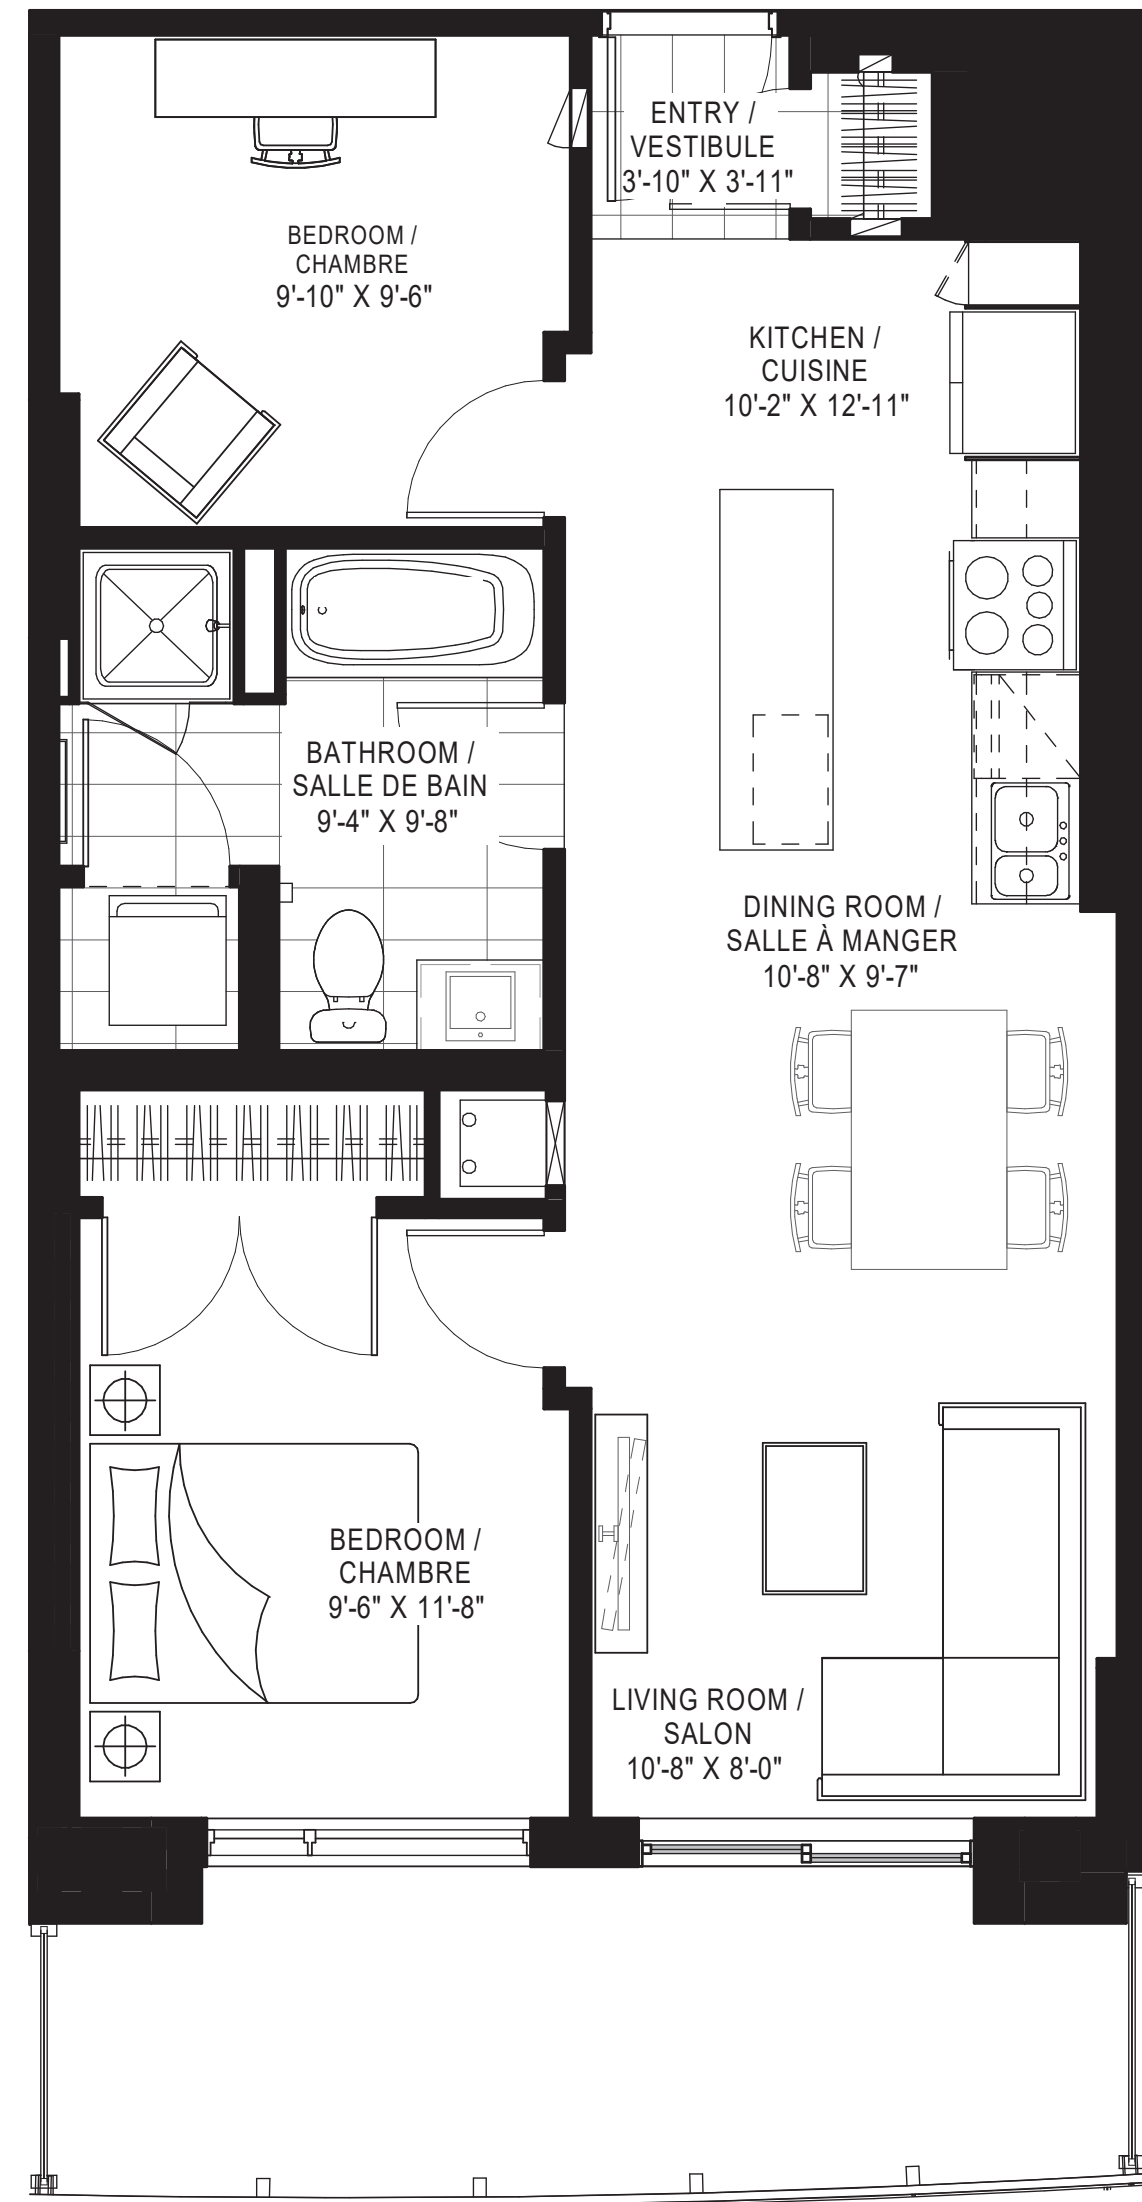 ENTRY /
VESTIBULE
3'-10" X 3'-11"
BEDROOM /
CHAMBRE
9'-10" X 9'-6"
KITCHEN /
CUISINE
10'-2" X 12'-11"
BATHROOM /
SALLE DE BAIN
9'-4" X 9'-8"
DINING ROOM /
SALLE À MANGER
10'-8" X 9'-7"
BEDROOM /
CHAMBRE
9'-6" X 11'-8"
LIVING ROOM /
SALON
10'-8" X 8'-0"